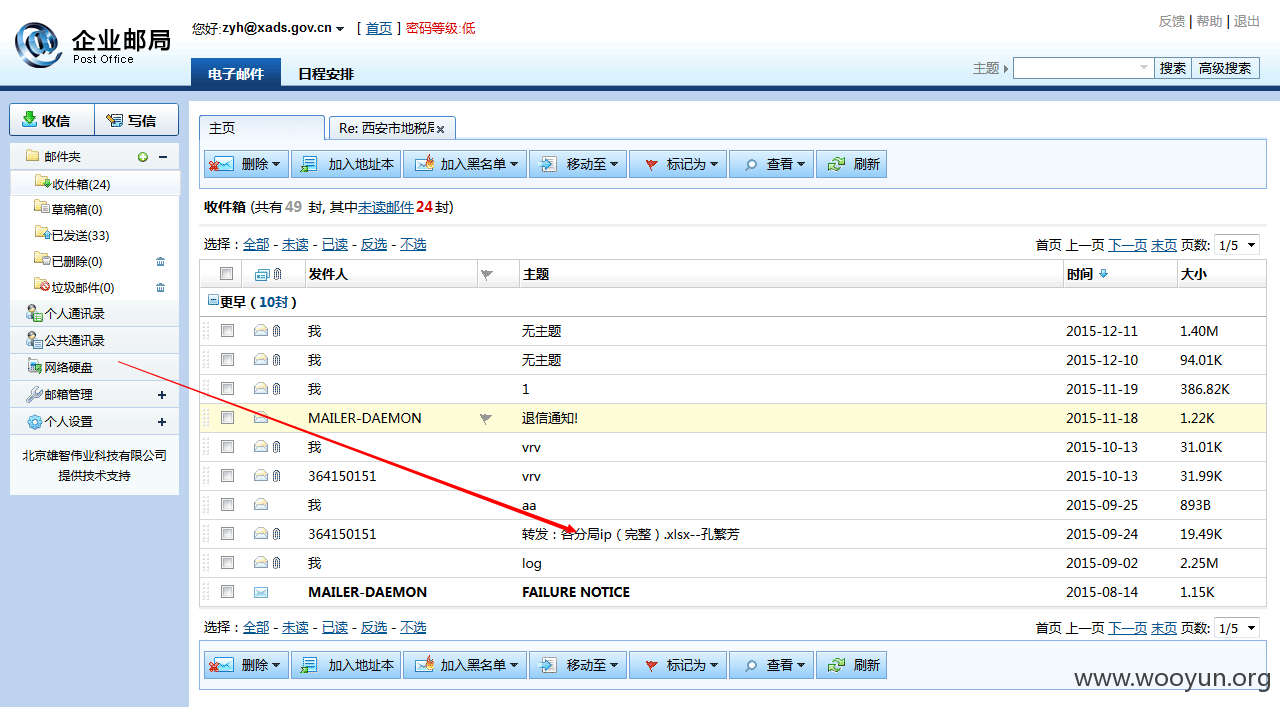 企业邮局
Post Office
您好:zyh@xads.gov.cn [ 首页 ] 密码等级:低
反馈 | 帮助 | 退出
电子邮件 日程安排
主题 搜索 高级搜索
收信 写信
邮件夹
收件箱(24)
草稿箱(0)
已发送(33)
已删除(0)
垃圾邮件(0)
个人通讯录
公共通讯录
网络硬盘
邮箱管理
个人设置
北京雄智伟业科技有限公司
提供技术支持
主页 Re: 西安市地税局
删除 加入地址本 加入黑名单 移动至 标记为 查看 刷新
收件箱 (共有 49 封, 其中未读邮件 24 封)
选择：全部 - 未读 - 已读 - 反选 - 不选 首页 上一页 下一页 末页 页数: 1/5
发件人 主题 时间 大小
更早 ( 10封 )
我 无主题 2015-12-11 1.40M
我 无主题 2015-12-10 94.01K
我 1 2015-11-19 386.82K
MAILER-DAEMON 退信通知! 2015-11-18 1.22K
我 vrv 2015-10-13 31.01K
364150151 vrv 2015-10-13 31.99K
我 aa 2015-09-25 893B
364150151 转发：各分局ip（完整）.xlsx--孔繁芳 2015-09-24 19.49K
我 log 2015-09-02 2.25M
MAILER-DAEMON FAILURE NOTICE 2015-08-14 1.15K
选择：全部 - 未读 - 已读 - 反选 - 不选 首页 上一页 下一页 末页 页数: 1/5
删除 加入地址本 加入黑名单 移动至 标记为 查看 刷新
www.wooyun.org